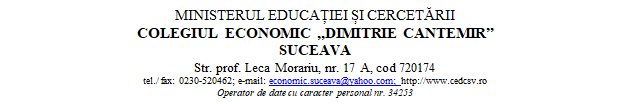 MINISTERUL EDUCAȚIEI ȘI CERCETĂRII
COLEGIUL ECONOMIC „DIMITRIE CANTEMIR”
SUCEAVA
Str. prof. Leca Morariu, nr. 17 A, cod 720174
tel./ fax: 0230-520462; e-mail: economic.suceava@yahoo.com; http://www.cedcsv.ro
Operator de date cu caracter personal nr. 34253